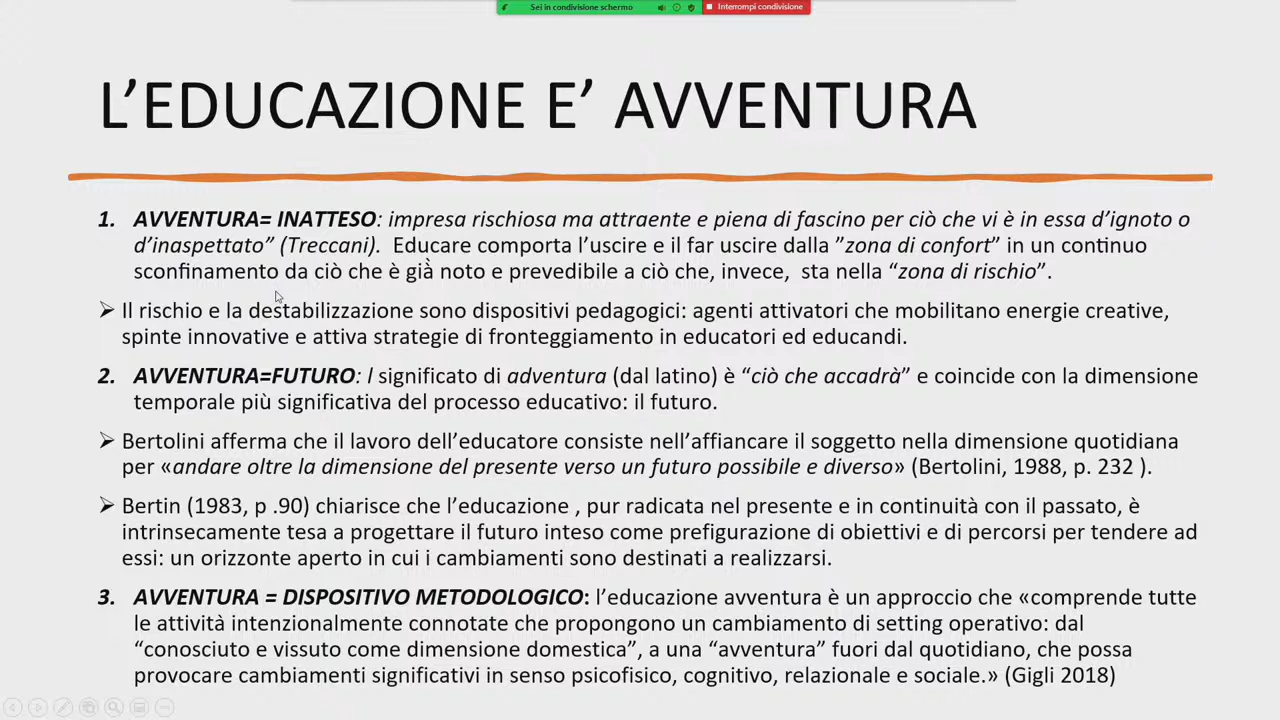 Sei in condivisione schermo
Interrompi condivisione
L’EDUCAZIONE E’ AVVENTURA
1. AVVENTURA= INATTESO: impresa rischiosa ma attraente e piena di fascino per ciò che vi è in essa d’ignoto o
d’inaspettato” (Treccani). Educare comporta l’uscire e il far uscire dalla ”zona di confort” in un continuo
sconfinamento da ciò che è già noto e prevedibile a ciò che, invece, sta nella “zona di rischio”.
➢ Il rischio e la destabilizzazione sono dispositivi pedagogici: agenti attivatori che mobilitano energie creative,
spinte innovative e attiva strategie di fronteggiamento in educatori ed educandi.
2. AVVENTURA=FUTURO: l significato di adventura (dal latino) è “ciò che accadrà” e coincide con la dimensione
temporale più significativa del processo educativo: il futuro.
➢ Bertolini afferma che il lavoro dell’educatore consiste nell’affiancare il soggetto nella dimensione quotidiana
per «andare oltre la dimensione del presente verso un futuro possibile e diverso» (Bertolini, 1988, p. 232 ).
➢ Bertin (1983, p .90) chiarisce che l’educazione , pur radicata nel presente e in continuità con il passato, è
intrinsecamente tesa a progettare il futuro inteso come prefigurazione di obiettivi e di percorsi per tendere ad
essi: un orizzonte aperto in cui i cambiamenti sono destinati a realizzarsi.
3. AVVENTURA = DISPOSITIVO METODOLOGICO: l’educazione avventura è un approccio che «comprende tutte
le attività intenzionalmente connotate che propongono un cambiamento di setting operativo: dal
“conosciuto e vissuto come dimensione domestica”, a una “avventura” fuori dal quotidiano, che possa
provocare cambiamenti significativi in senso psicofisico, cognitivo, relazionale e sociale.» (Gigli 2018)